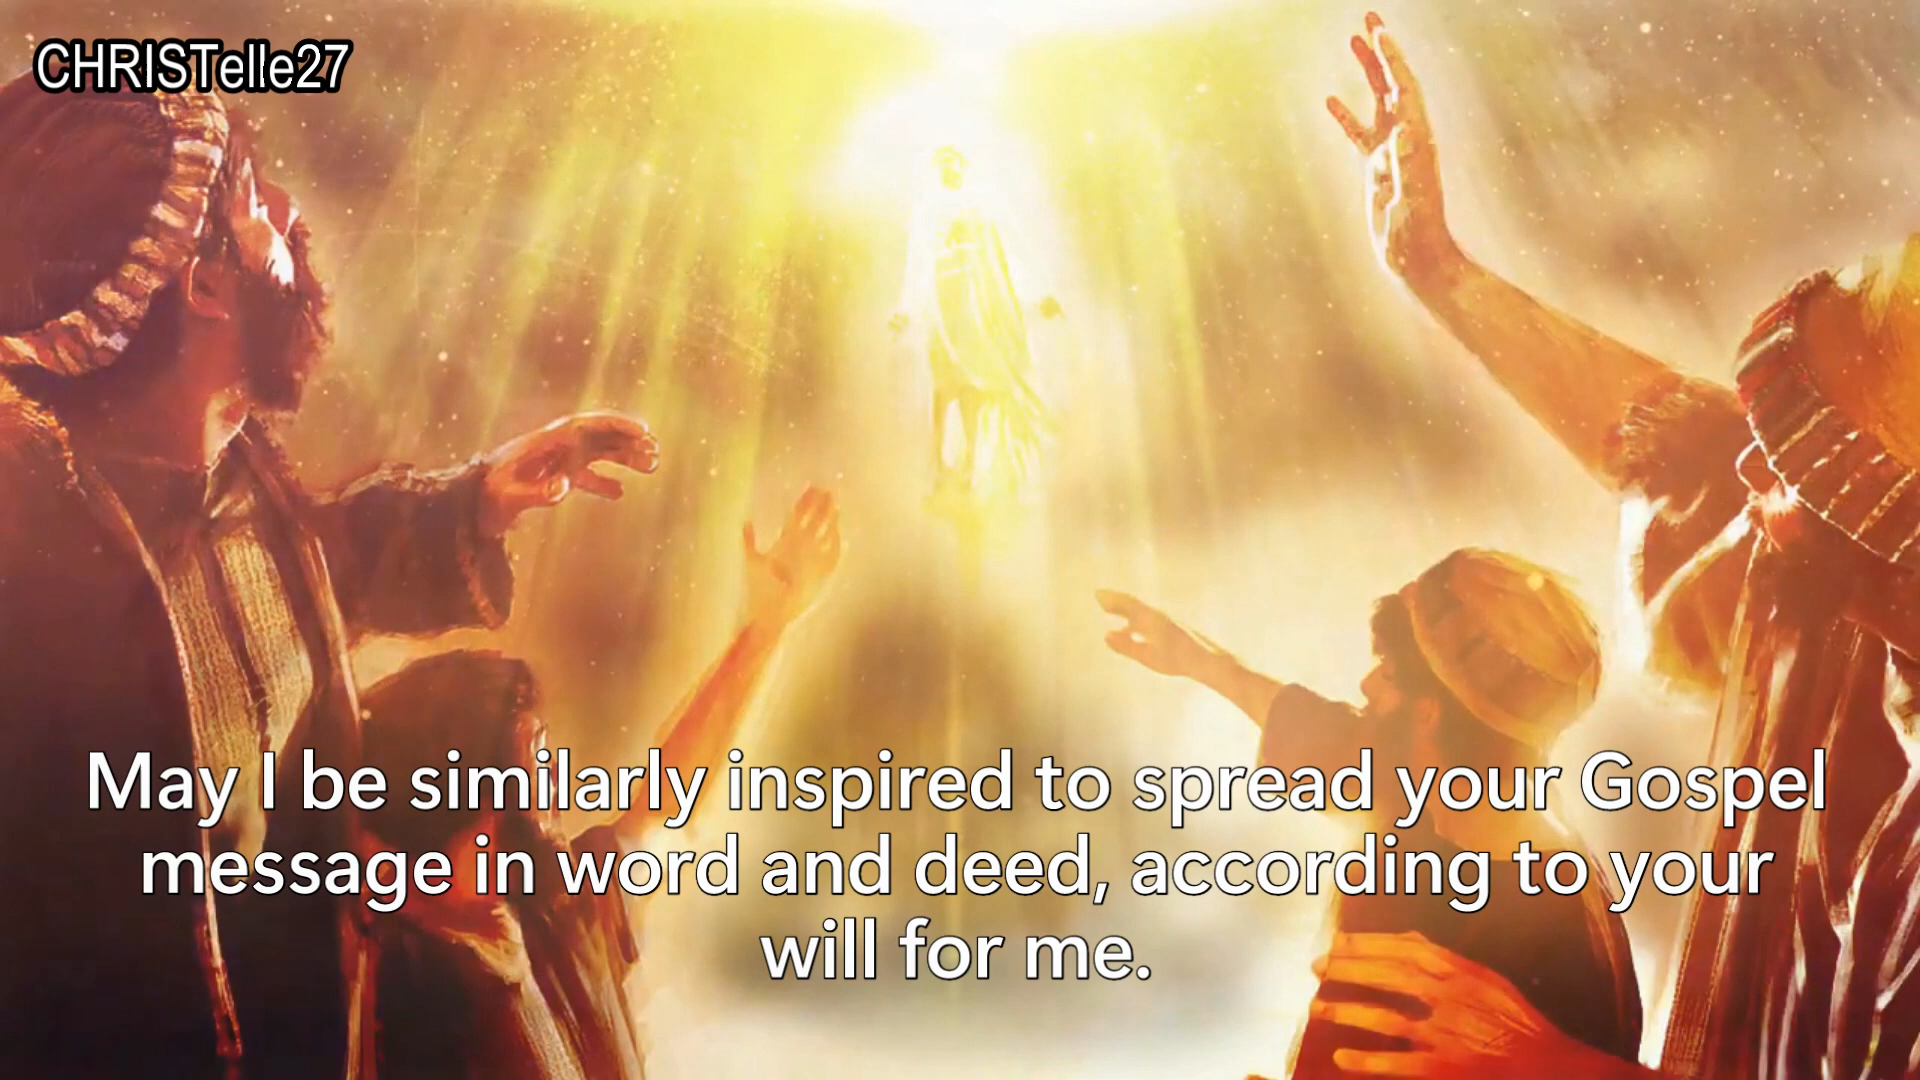 CHRISTelle27
May I be similarly inspired to spread your Gospel
message in word and deed, according to your
will for me.